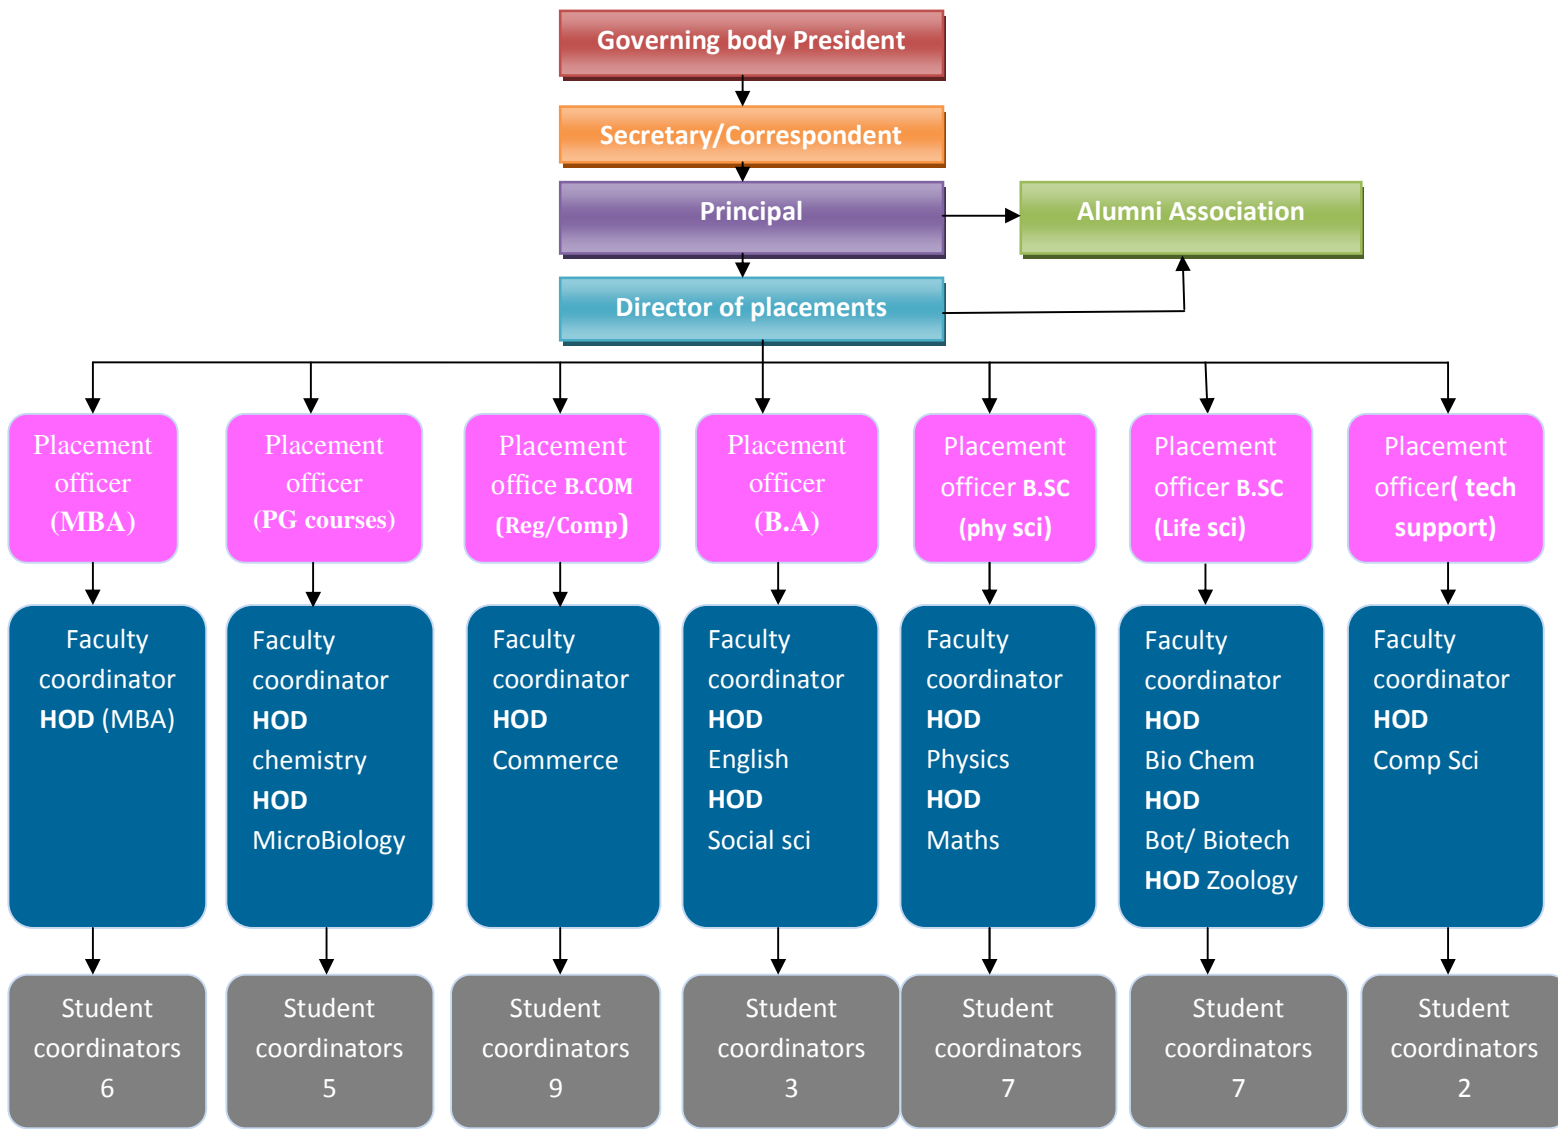 Governing body President
Secretary/Correspondent
Principal
Alumni Association
Director of placements
Placement
officer
(MBA)
Placement
officer
(PG courses)
Placement
office B.COM
(Reg/Comp)
Placement
officer
(B.A)
Placement
officer B.SC
(phy sci)
Placement
officer B.SC
(Life sci)
Placement
officer( tech
support)
Faculty
coordinator
HOD (MBA)
Faculty
coordinator
HOD
chemistry
HOD
MicroBiology
Faculty
coordinator
HOD
Commerce
Faculty
coordinator
HOD
English
HOD
Social sci
Faculty
coordinator
HOD
Physics
HOD
Maths
Faculty
coordinator
HOD
Bio Chem
HOD
Bot/ Biotech
HOD Zoology
Faculty
coordinator
HOD
Comp Sci
Student
coordinators
6
Student
coordinators
5
Student
coordinators
9
Student
coordinators
3
Student
coordinators
7
Student
coordinators
7
Student
coordinators
2